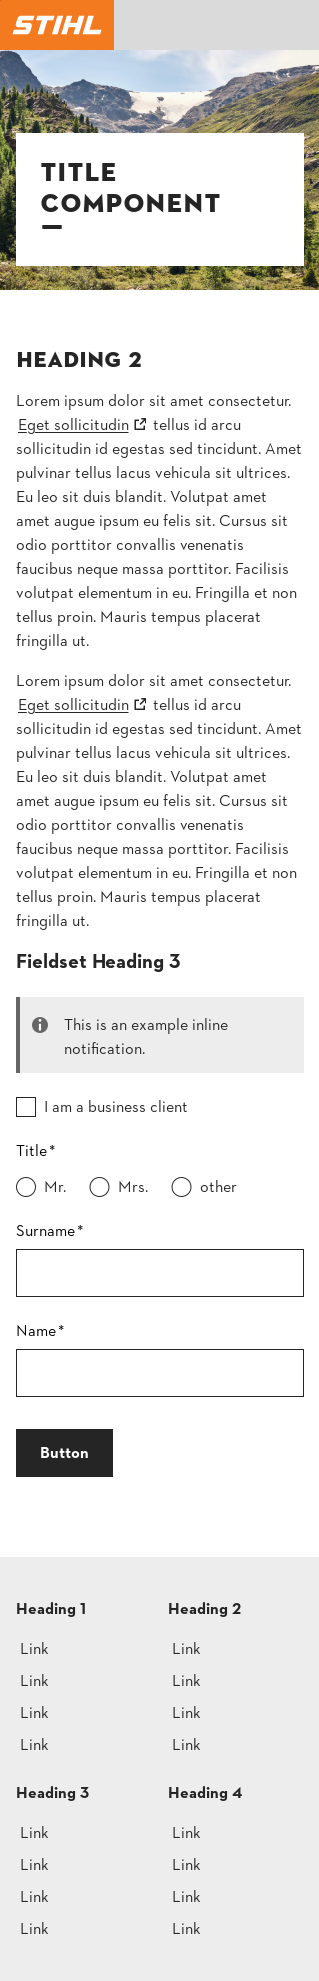 STIHL
TITLE
COMPONENT
HEADING 2
Lorem ipsum dolor sit amet consectetur.
Eget sollicitudin tellus id arcu
sollicitudin id egestas sed tincidunt. Amet
pulvinar tellus lacus vehicula sit ultrices.
Eu leo sit duis blandit. Volutpat amet
amet augue ipsum eu felis sit. Cursus sit
odio porttitor convallis venenatis
faucibus neque massa porttitor. Facilisis
volutpat elementum in eu. Fringilla et non
tellus proin. Mauris tempus placerat
fringilla ut.
Lorem ipsum dolor sit amet consectetur.
Eget sollicitudin tellus id arcu
sollicitudin id egestas sed tincidunt. Amet
pulvinar tellus lacus vehicula sit ultrices.
Eu leo sit duis blandit. Volutpat amet
amet augue ipsum eu felis sit. Cursus sit
odio porttitor convallis venenatis
faucibus neque massa porttitor. Facilisis
volutpat elementum in eu. Fringilla et non
tellus proin. Mauris tempus placerat
fringilla ut.
Fieldset Heading 3
This is an example inline
notification.
I am a business client
Title*
Mr. Mrs. other
Surname*
Name*
Button
Heading 1
Link
Link
Link
Link
Heading 2
Link
Link
Link
Link
Heading 3
Link
Link
Link
Link
Heading 4
Link
Link
Link
Link